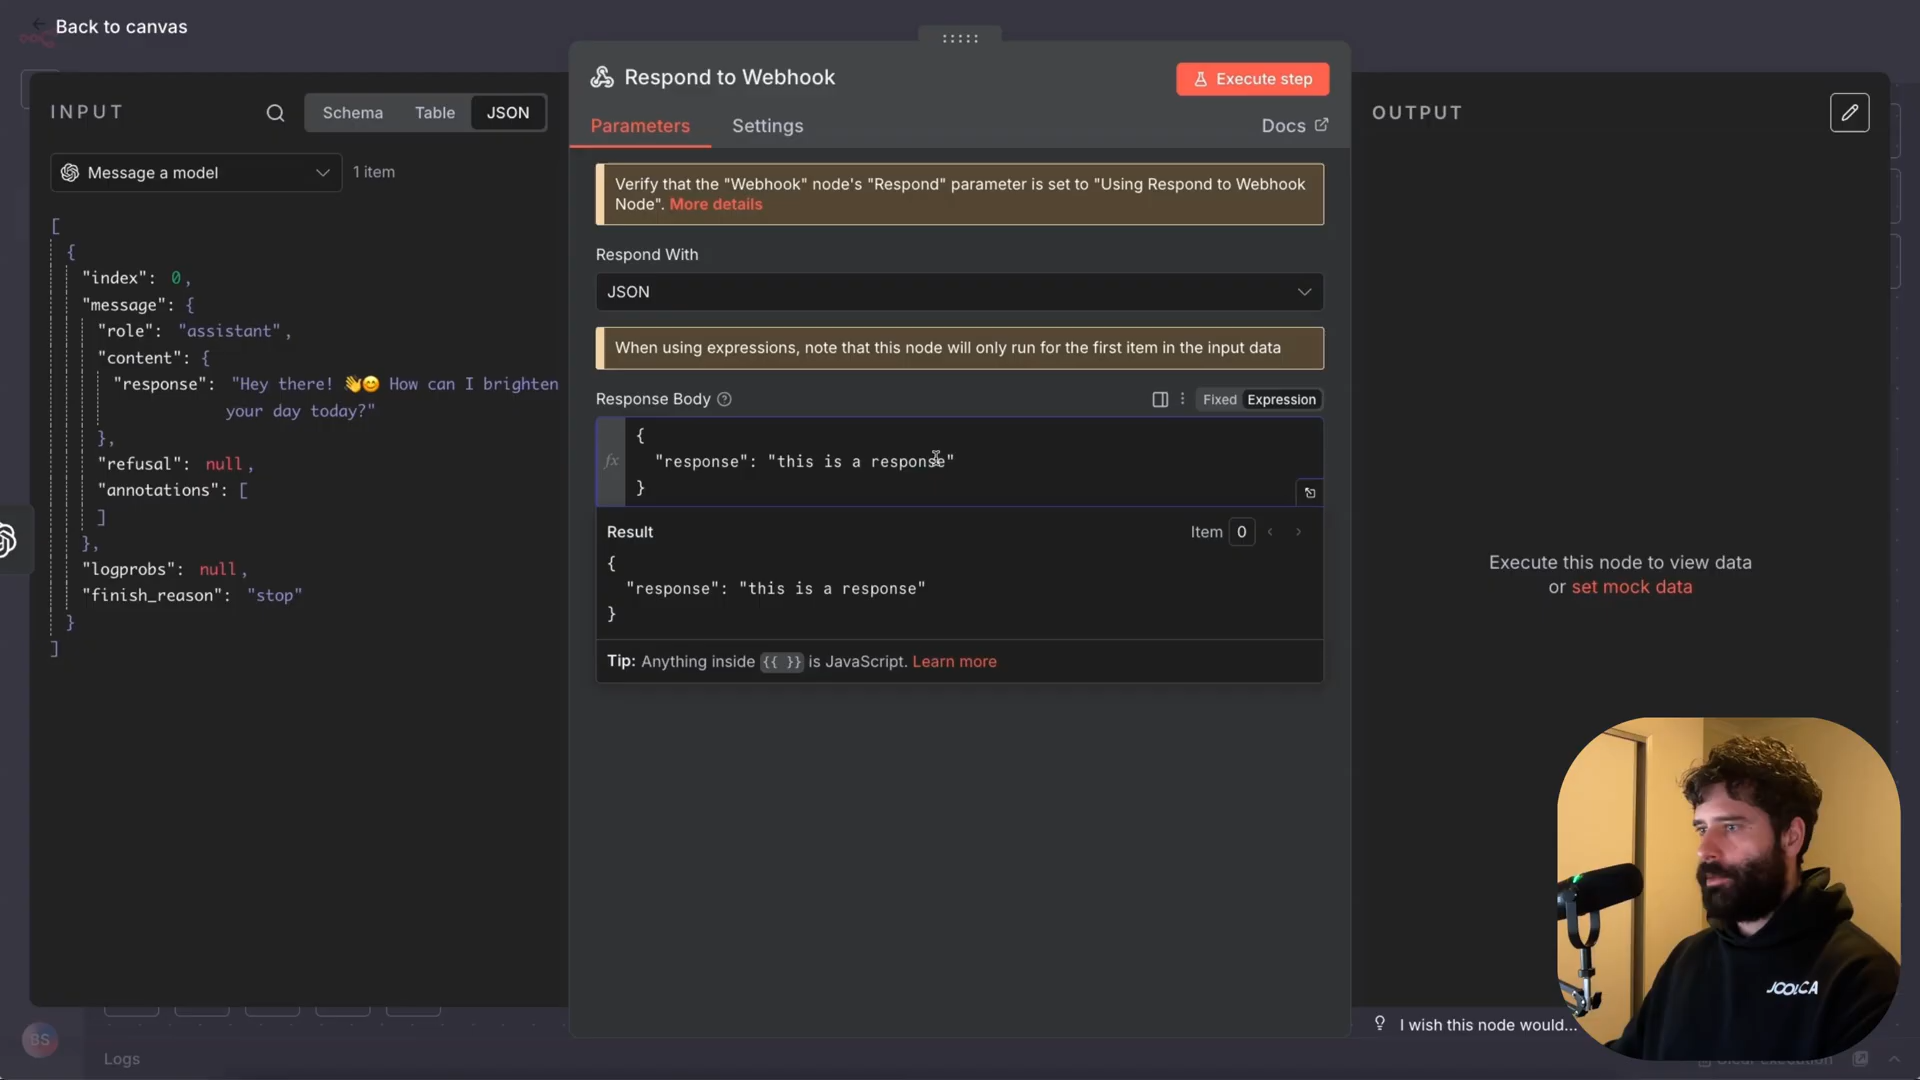 Back to canvas
INPUT
Schema
Table
JSON
Message a model
1 item
[
{
"index": 0,
"message": {
"role": "assistant",
"content": {
"response": "Hey there! 👋😊 How can I brighten
your day today?"
},
"refusal": null,
"annotations": [
]
},
"logprobs": null,
"finish_reason": "stop"
}
]
Respond to Webhook
Execute step
Parameters
Settings
Docs
Verify that the "Webhook" node's "Respond" parameter is set to "Using Respond to Webhook
Node". More details
Respond With
JSON
When using expressions, note that this node will only run for the first item in the input data
Response Body
Fixed
Expression
fx
{
"response": "this is a response"
}
Result
Item 0
{
"response": "this is a response"
}
Tip: Anything inside {{ }} is JavaScript. Learn more
OUTPUT
Execute this node to view data
or set mock data
I wish this node would...
BS
Logs
Clear execution